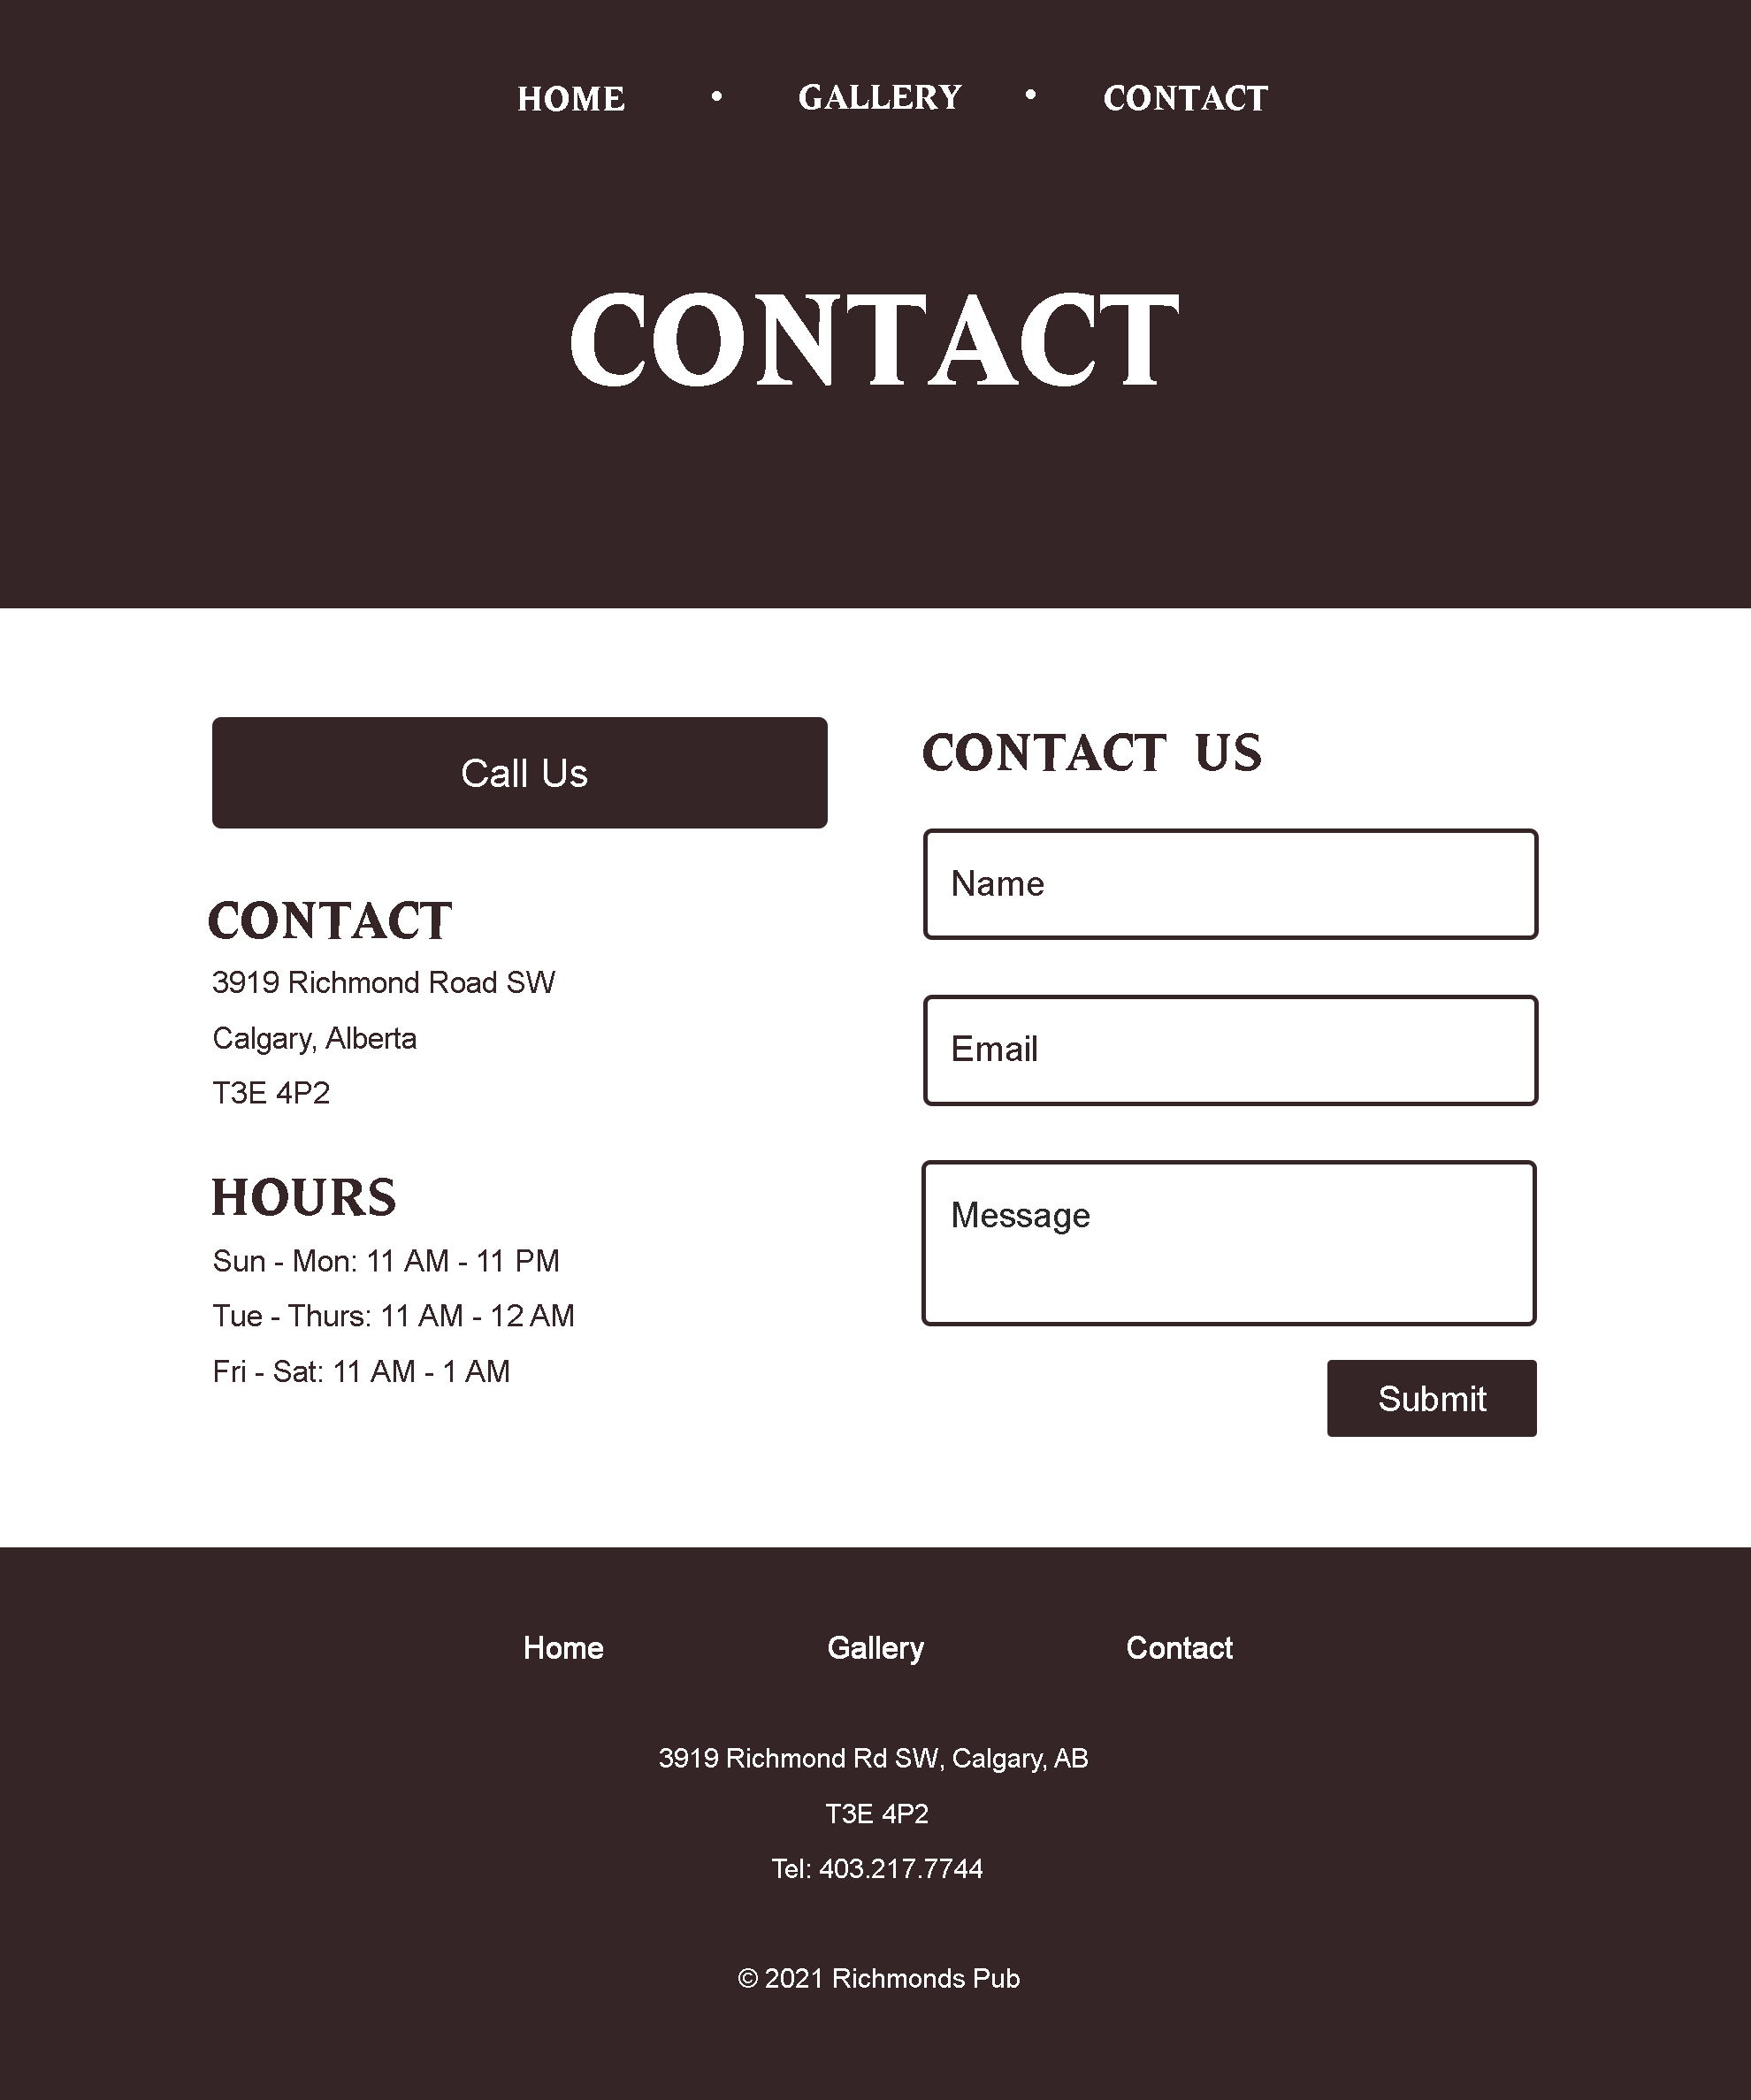 HOME • GALLERY • CONTACT
CONTACT
Call Us
CONTACT
3919 Richmond Road SW
Calgary, Alberta
T3E 4P2
HOURS
Sun - Mon: 11 AM - 11 PM
Tue - Thurs: 11 AM - 12 AM
Fri - Sat: 11 AM - 1 AM
CONTACT US
Name
Email
Message
Submit
Home Gallery Contact
3919 Richmond Rd SW, Calgary, AB
T3E 4P2
Tel: 403.217.7744
© 2021 Richmonds Pub